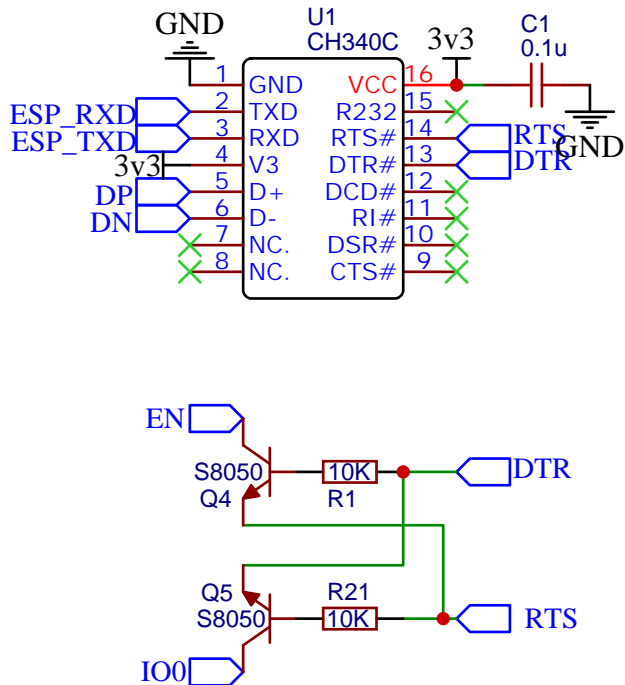 GND
U1
CH340C
3v3
C1
0.1u
1 GND VCC 16
ESP_RXD 2 TXD R232 15
ESP_TXD 3 RXD RTS# 14 RTS
GND
3v3 4 V3 DTR# 13 DTR
DP 5 D+ DCD# 12
DN 6 D- RI# 11
7 NC. DSR# 10
8 NC. CTS# 9
EN
S8050 10K DTR
Q4 R1
Q5 R21
S8050 10K RTS
IO0